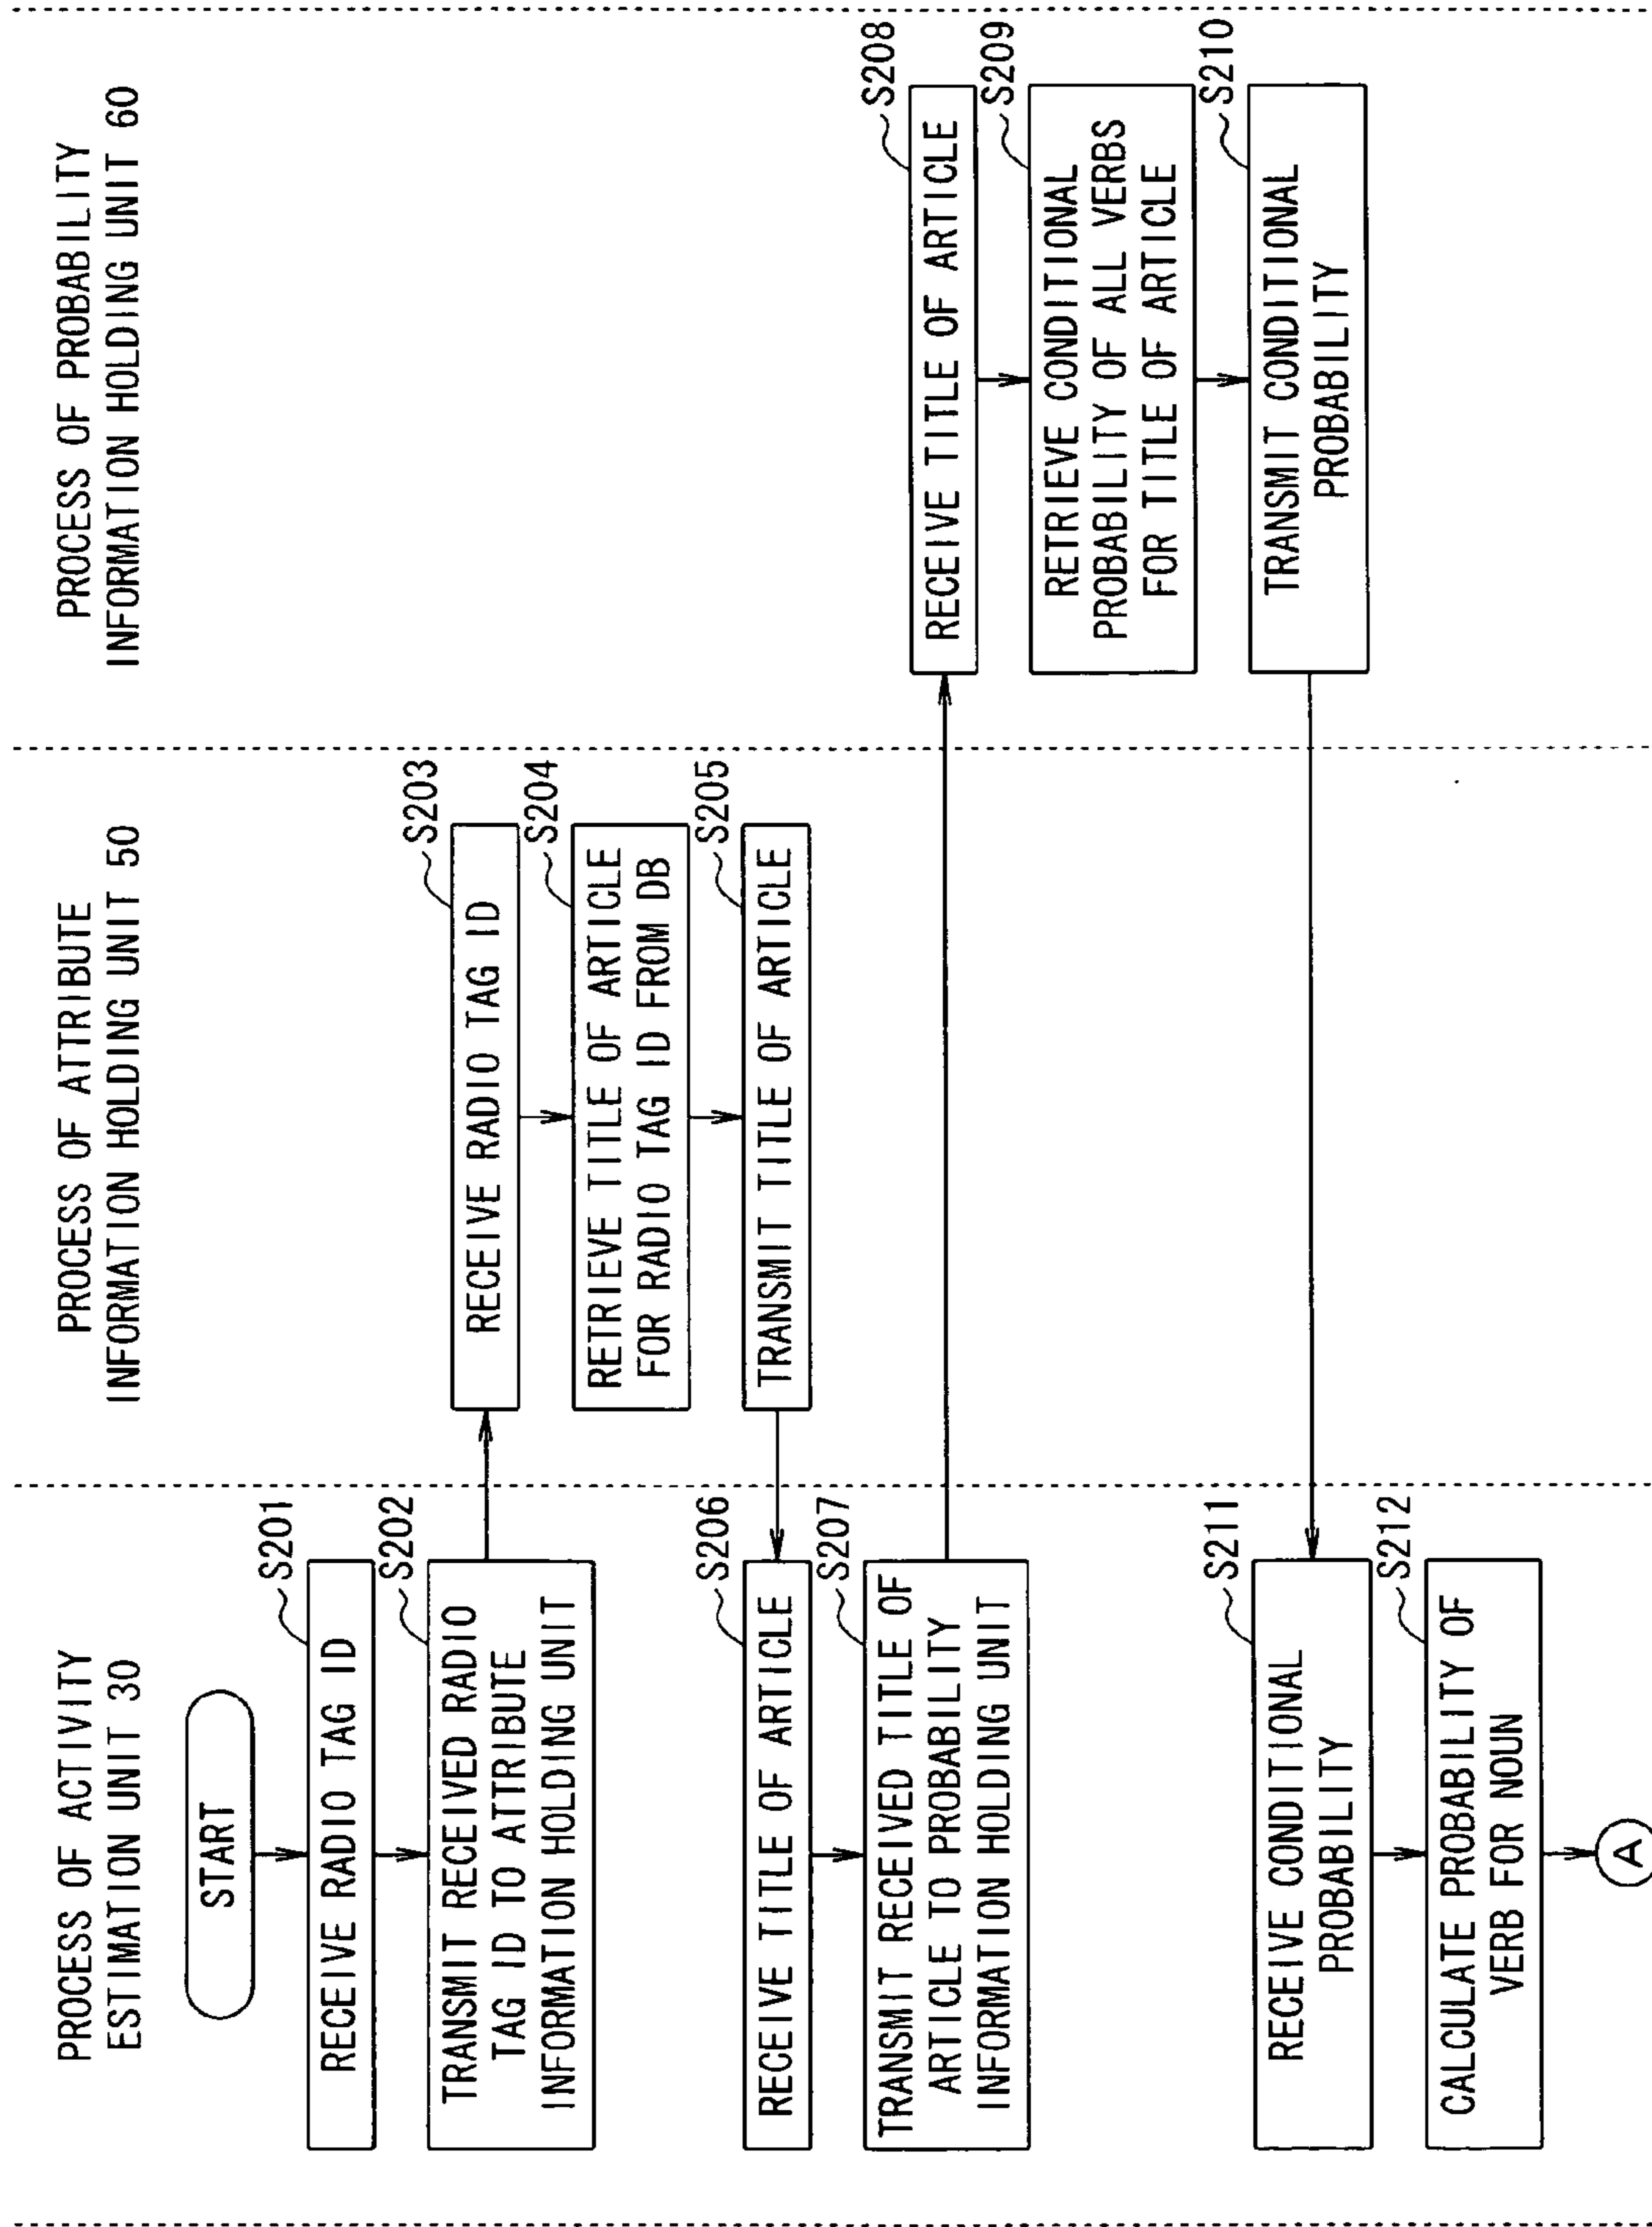 PROCESS OF ACTIVITY
ESTIMATION UNIT 30
START
S201
RECEIVE RADIO TAG ID
S202
TRANSMIT RECEIVED RADIO
TAG ID TO ATTRIBUTE
INFORMATION HOLDING UNIT
PROCESS OF ATTRIBUTE
INFORMATION HOLDING UNIT 50
S203
RECEIVE RADIO TAG ID
S204
RETRIEVE TITLE OF ARTICLE
FOR RADIO TAG ID FROM DB
S205
TRANSMIT TITLE OF ARTICLE
S206
RECEIVE TITLE OF ARTICLE
S207
TRANSMIT RECEIVED TITLE OF
ARTICLE TO PROBABILITY
INFORMATION HOLDING UNIT
PROCESS OF PROBABILITY
INFORMATION HOLDING UNIT 60
S208
RECEIVE TITLE OF ARTICLE
S209
RETRIEVE CONDITIONAL
PROBABILITY OF ALL VERBS
FOR TITLE OF ARTICLE
S210
TRANSMIT CONDITIONAL
PROBABILITY
S211
RECEIVE CONDITIONAL
PROBABILITY
S212
CALCULATE PROBABILITY OF
VERB FOR NOUN
A